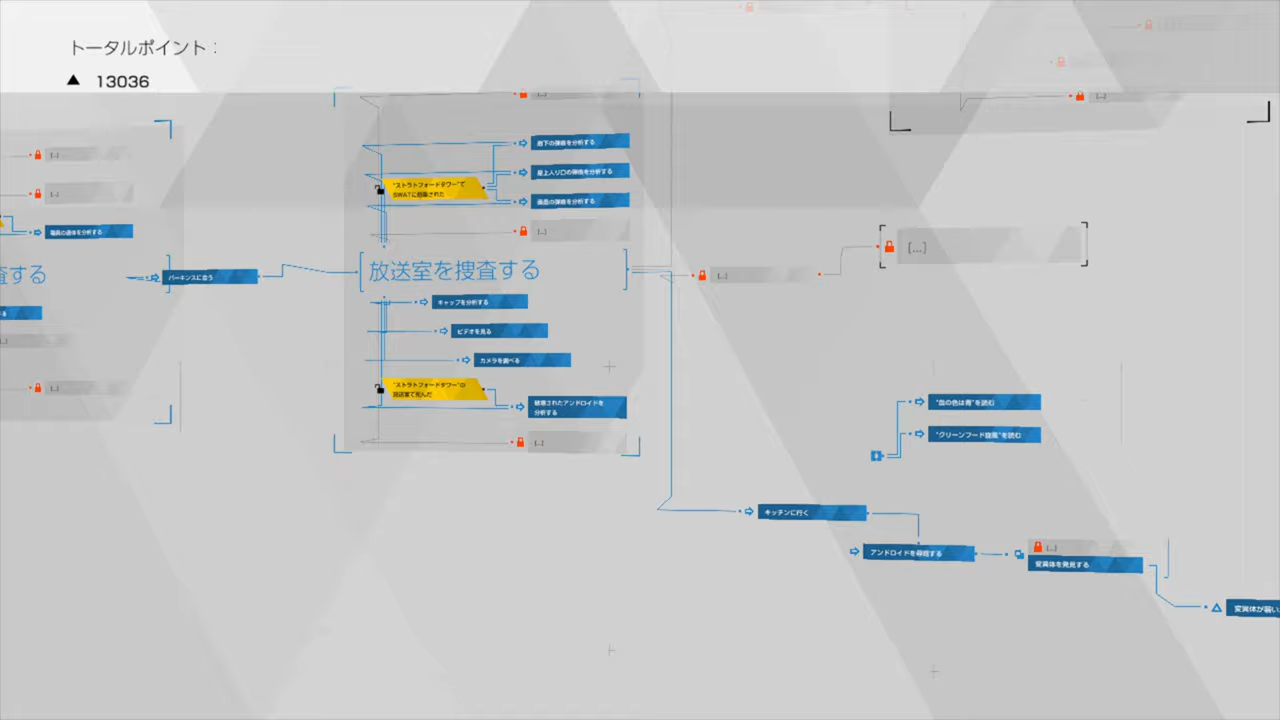 トータルポイント：
▲ 13036
[...]
[...]
職員の遺体を分析する
査する
[...]
[...]
パーキンスに会う
[...]
廊下の弾痕を分析する
屋上入り口の弾痕を分析する
"ストラトフォードタワー"で
SWATに包囲された
画面の弾痕を分析する
[...]
放送室を捜査する
キャップを分析する
ビデオを見る
カメラを調べる
"ストラトフォードタワー"の
放送室で死んだ
破壊されたアンドロイドを
分析する
[...]
[...]
[...]
[...]
"血の色は青"を読む
"グリーンフード旋風"を読む
キッチンに行く
アンドロイドを尋問する
[...]
変異体を発見する
変異体が襲い